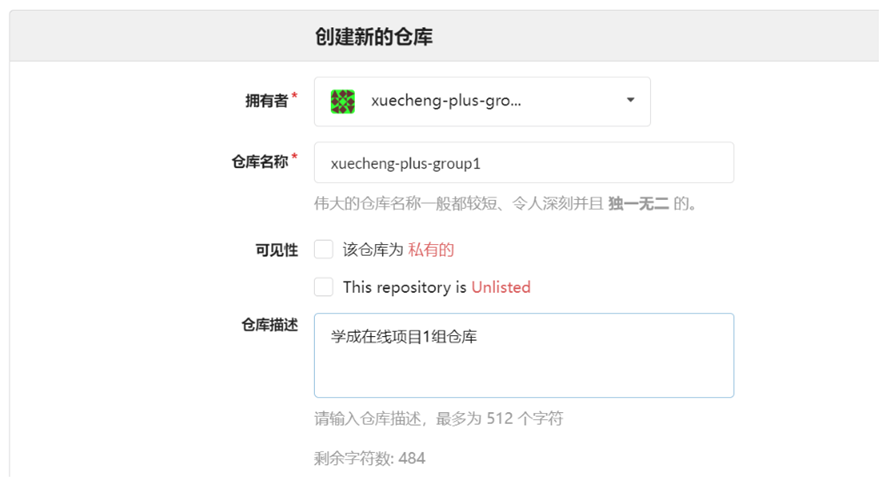 创建新的仓库
拥有者* xuecheng-plus-gro...
仓库名称* xuecheng-plus-group1
伟大的仓库名称一般都较短、令人深刻并且 独一无二 的。
可见性 该仓库为 私有的
This repository is Unlisted
仓库描述 学成在线项目1组仓库
请输入仓库描述，最多为 512 个字符
剩余字符数: 484